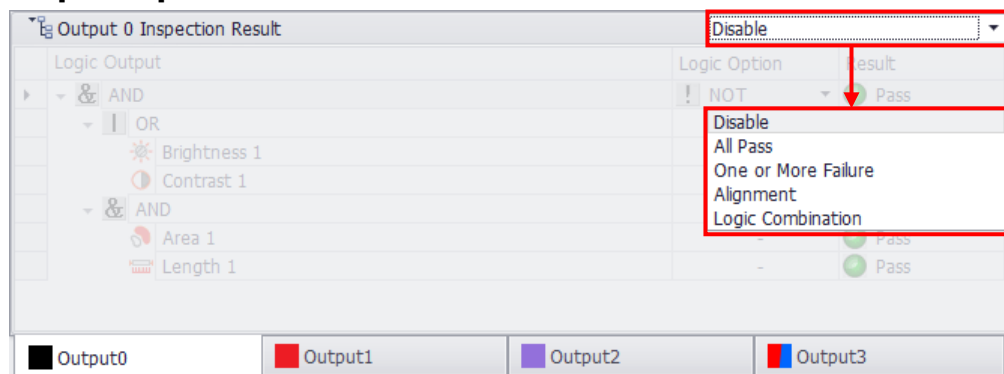 Output 0 Inspection Result Disable
Logic Output Logic Option Result
& AND ! NOT Pass
| OR Disable
Brightness 1 All Pass
Contrast 1 One or More Failure
& AND Alignment
Logic Combination
Area 1 - Pass
Length 1 - Pass
Output0 Output1 Output2 Output3